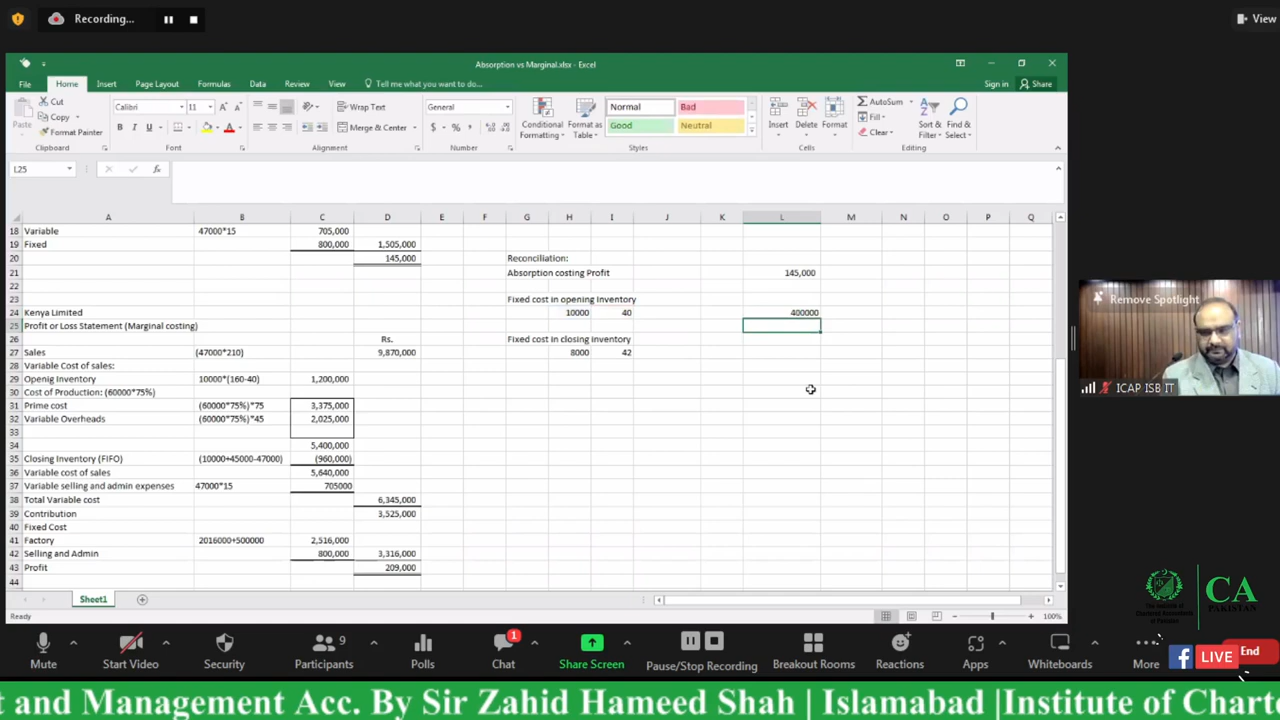 Recording...
View
Absorption vs Marginal.xlsx - Excel
File Home Insert Page Layout Formulas Data Review View Tell me what you want to do... Sign in Share
Cut
Copy
Format Painter
Paste
Calibri 11
Wrap Text
Merge & Center
General
Conditional Formatting
Format as Table
Normal Bad
Good Neutral
Insert Delete Format
AutoSum
Fill
Clear
Sort & Filter
Find & Select
Clipboard Font Alignment Number Styles Cells Editing
L25
A B C D E F G H I J K L M N O P Q
18 Variable 47000*15 705,000
19 Fixed 800,000 1,505,000
20 145,000 Reconciliation:
21 Absorption costing Profit 145,000
22
23 Fixed cost in opening Inventory
24 Kenya Limited 10000 40 400000
25 Profit or Loss Statement (Marginal costing)
26 Rs. Fixed cost in closing inventory
27 Sales (47000*210) 9,870,000 8000 42
28 Variable Cost of sales:
29 Openig Inventory 10000*(160-40) 1,200,000
30 Cost of Production: (60000*75%)
31 Prime cost (60000*75%)*75 3,375,000
32 Variable Overheads (60000*75%)*45 2,025,000
33
34 5,400,000
35 Closing Inventory (FIFO) (10000+45000-47000) (960,000)
36 Variable cost of sales 5,640,000
37 Variable selling and admin expenses 47000*15 705000
38 Total Variable cost 6,345,000
39 Contribution 3,525,000
40 Fixed Cost
41 Factory 2016000+500000 2,516,000
42 Selling and Admin 800,000 3,316,000
43 Profit 209,000
44
Sheet1
Ready
100%
Remove Spotlight
ICAP ISB IT
CA
PAKISTAN
Mute Start Video Security Participants 9 Polls Chat 1 Share Screen Pause/Stop Recording Breakout Rooms Reactions Apps Whiteboards More End
LIVE
t and Management Acc. By Sir Zahid Hameed Shah | Islamabad |Institute of Charte